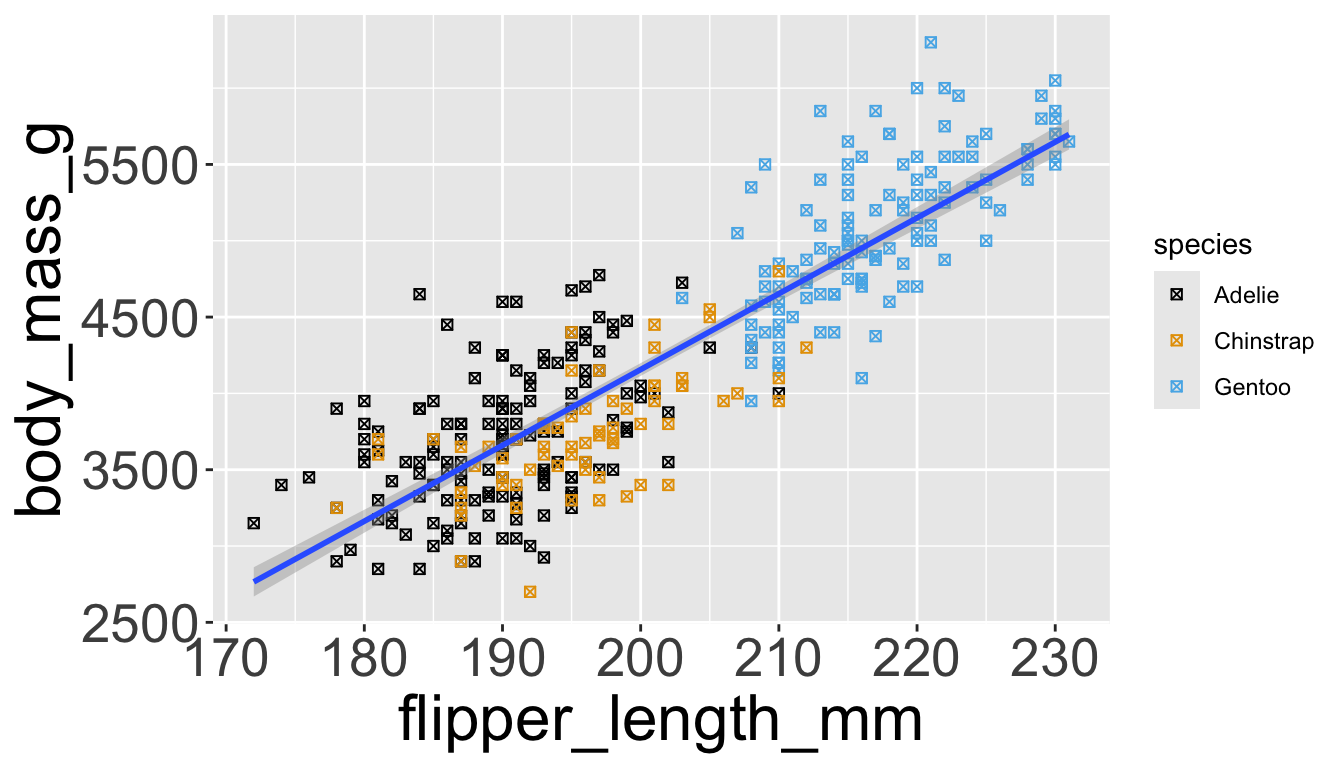 body_mass_g
5500
4500
3500
2500
170 180 190 200 210 220 230
flipper_length_mm
species
Adelie
Chinstrap
Gentoo